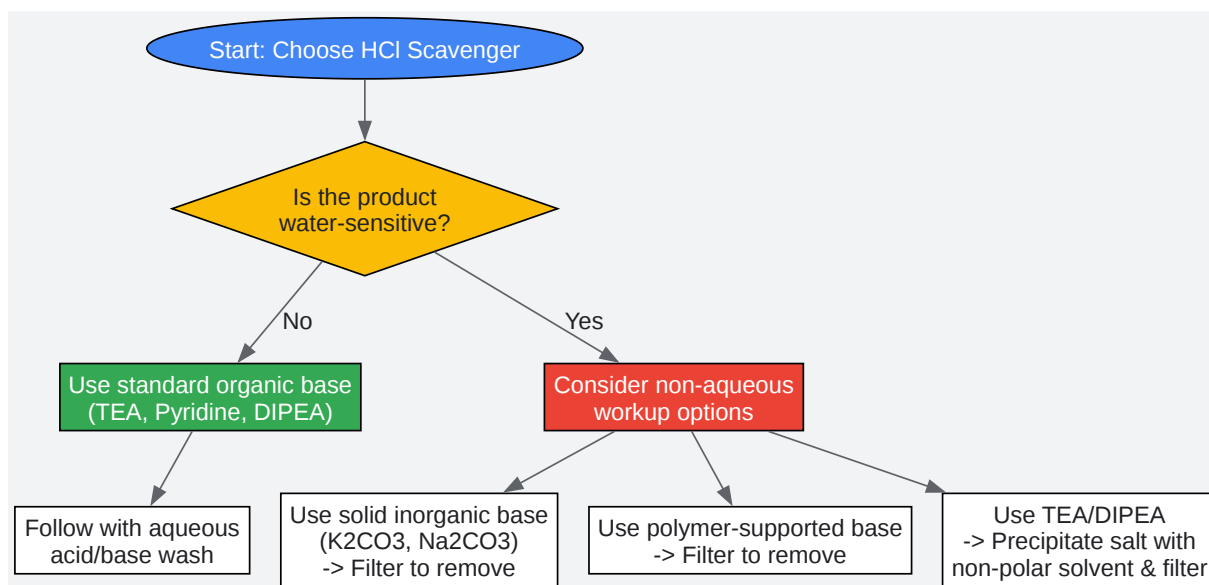 Start: Choose HCl Scavenger
Is the product
water-sensitive?
No
Yes
Use standard organic base
(TEA, Pyridine, DIPEA)
Consider non-aqueous
workup options
Follow with aqueous
acid/base wash
Use solid inorganic base
(K2CO3, Na2CO3)
-> Filter to remove
Use polymer-supported base
-> Filter to remove
Use TEA/DIPEA
-> Precipitate salt with
non-polar solvent & filter